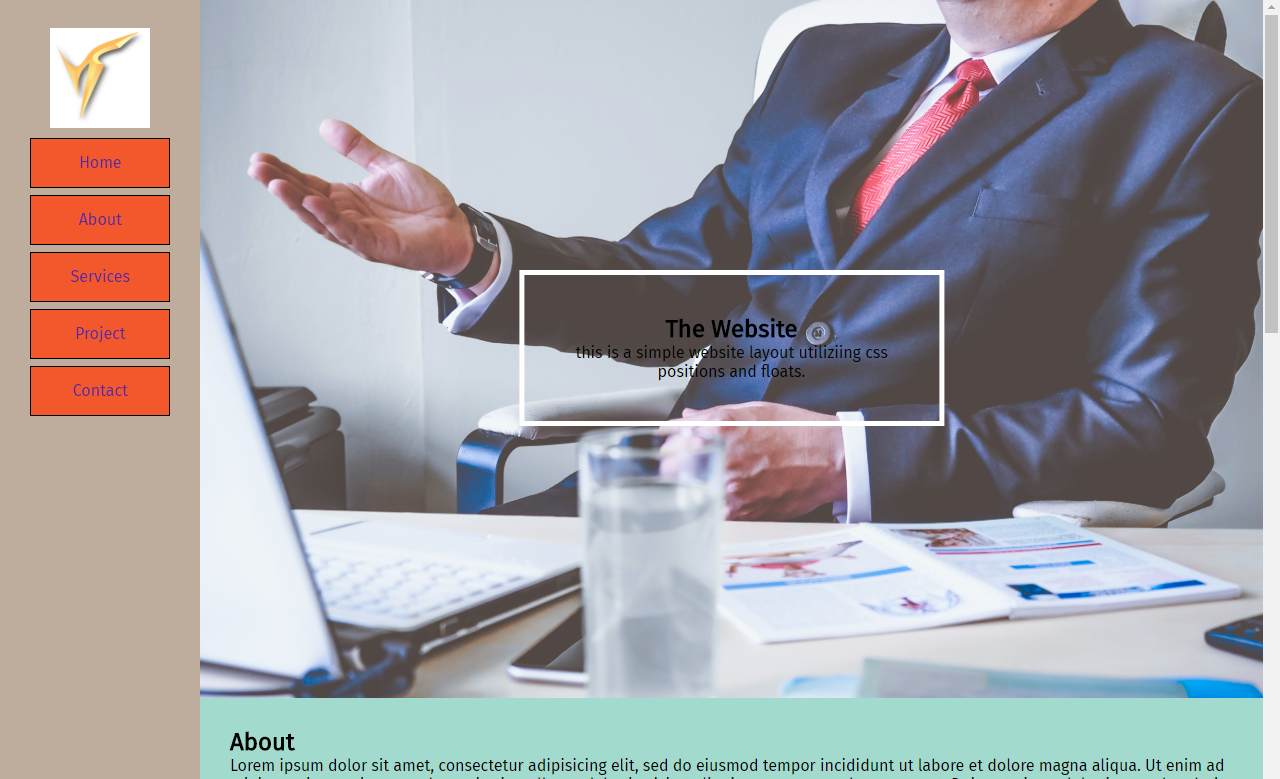 Home
About
Services
Project
Contact
The Website
this is a simple website layout utiliziing css
positions and floats.
About
Lorem ipsum dolor sit amet, consectetur adipisicing elit, sed do eiusmod tempor incididunt ut labore et dolore magna aliqua. Ut enim ad